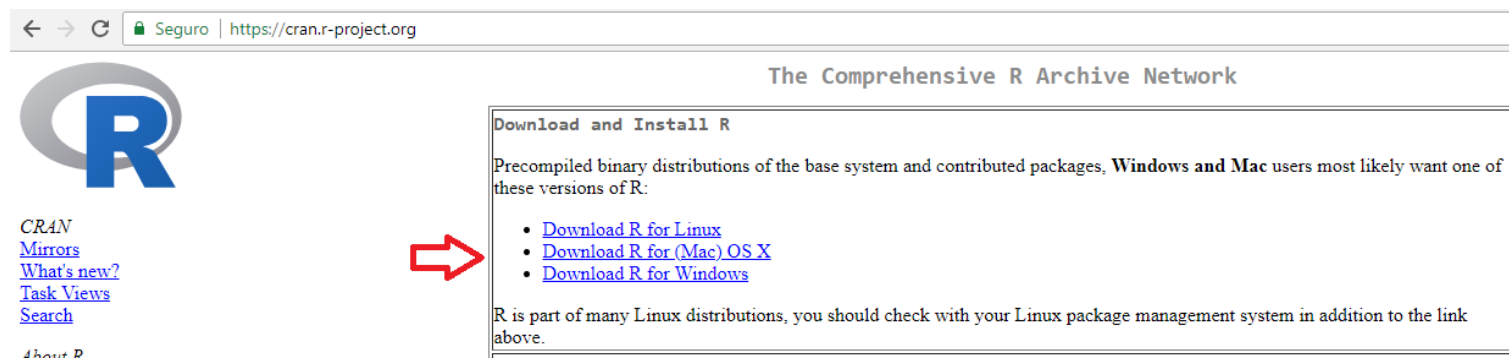 Seguro | https://cran.r-project.org
R
The Comprehensive R Archive Network
Download and Install R
Precompiled binary distributions of the base system and contributed packages, Windows and Mac users most likely want one of
these versions of R:
• Download R for Linux
• Download R for (Mac) OS X
• Download R for Windows
R is part of many Linux distributions, you should check with your Linux package management system in addition to the link
above.
CRAN
Mirrors
What's new?
Task Views
Search
About R